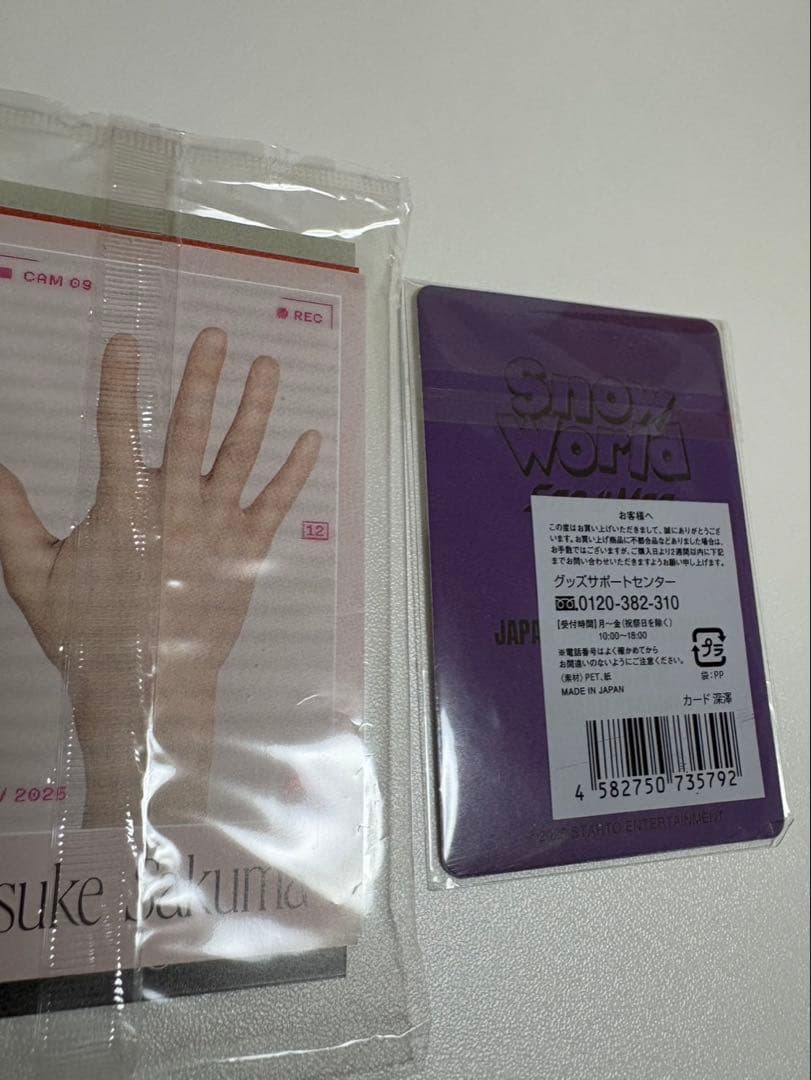 CAM 09
REC
12
/ 2025
suke Sakuma
Snow
World
JAPA
お客様へ
この度はお買い上げいただきまして、誠にありがとうござ
います。お買い上げ商品に不都合品などありました場合は、
お手数ではございますが、ご購入日より2週間以内に下記
までお問い合わせいただきますようお願い申し上げます。
グッズサポートセンター
0120-382-310
【受付時間】月～金(祝祭日を除く)
10:00～18:00
※電話番号はよく確かめてから
お間違いのないようにご注意ください。
〈素材〉PET、紙
MADE IN JAPAN
プラ
袋:PP
カード 深澤
4 582750 735792
STARTO ENTERTAINMENT